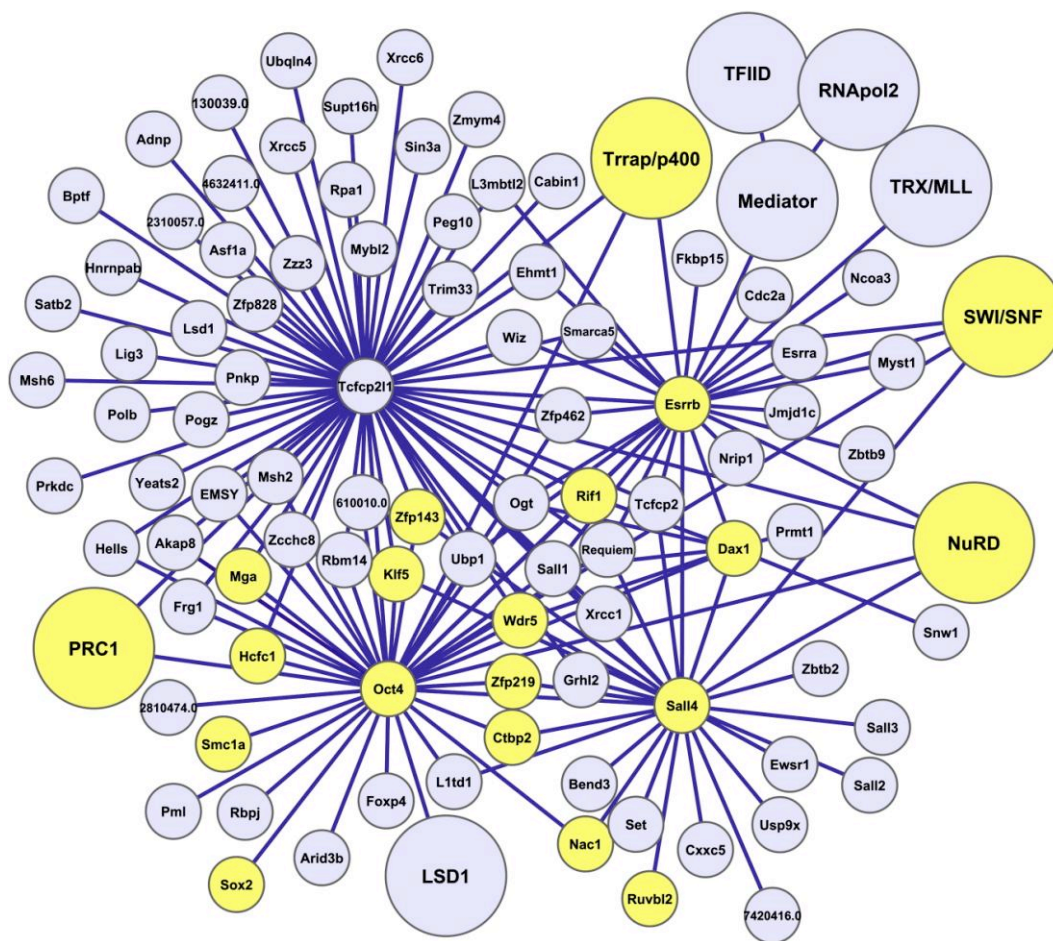 Ubqln4
Xrcc6
TFIID
RNApol2
130039.0
Supt16h
Zmym4
Adnp
Xrcc5
Sin3a
Trrap/p400
4632411.0
Rpa1
L3mbtl2
Cabin1
TRX/MLL
Bptf
Mediator
2310057.0
Peg10
Asf1a
Zzz3
Mybl2
Fkbp15
Hnrnpab
Ehmt1
Ncoa3
Trim33
Cdc2a
Satb2
Zfp828
SWI/SNF
Lsd1
Wiz
Smarca5
Lig3
Esrra
Myst1
Msh6
Pnkp
Tcfcp2l1
Esrrb
Polb
Pogz
Zfp462
Jmjd1c
Zbtb9
Nrip1
Prkdc
Yeats2
EMSY
Msh2
610010.0
Zfp143
Ogt
Rif1
Tcfcp2
Hells
Akap8
Zcchc8
Prmt1
NuRD
Requiem
Dax1
Mga
Rbm14
Klf5
Ubp1
Sall1
Frg1
Xrcc1
Wdr5
Snw1
PRC1
Hcfc1
Grhl2
Zbtb2
Oct4
Zfp219
Sall4
2810474.0
Sall3
Smc1a
Ctbp2
Ewsr1
Bend3
Sall2
L1td1
Pml
Rbpj
Foxp4
Set
Usp9x
Nac1
Cxxc5
Arid3b
LSD1
Sox2
Ruvbl2
7420416.0